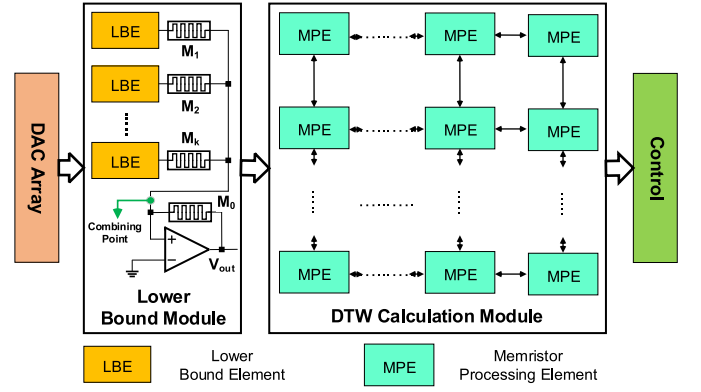 DAC Array
LBE
M1
LBE
M2
LBE
Mk
M0
Combining
Point
+
−
Vout
Lower
Bound Module
MPE
MPE
MPE
MPE
MPE
MPE
MPE
MPE
MPE
DTW Calculation Module
Control
LBE
Lower
Bound Element
MPE
Memristor
Processing Element